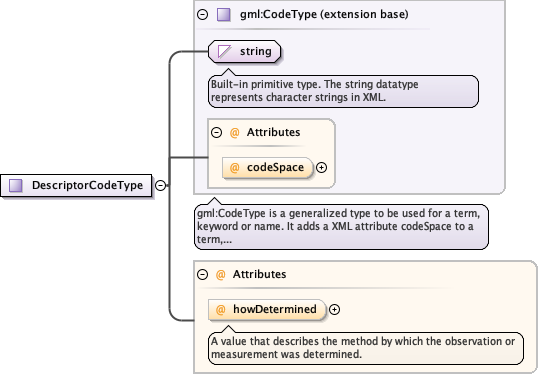 gml:CodeType (extension base)
string
Built-in primitive type. The string datatype
represents character strings in XML.
@ Attributes
@ codeSpace
DescriptorCodeType
gml:CodeType is a generalized type to be used for a term,
keyword or name. It adds a XML attribute codeSpace to a
term,...
@ Attributes
@ howDetermined
A value that describes the method by which the observation or
measurement was determined.